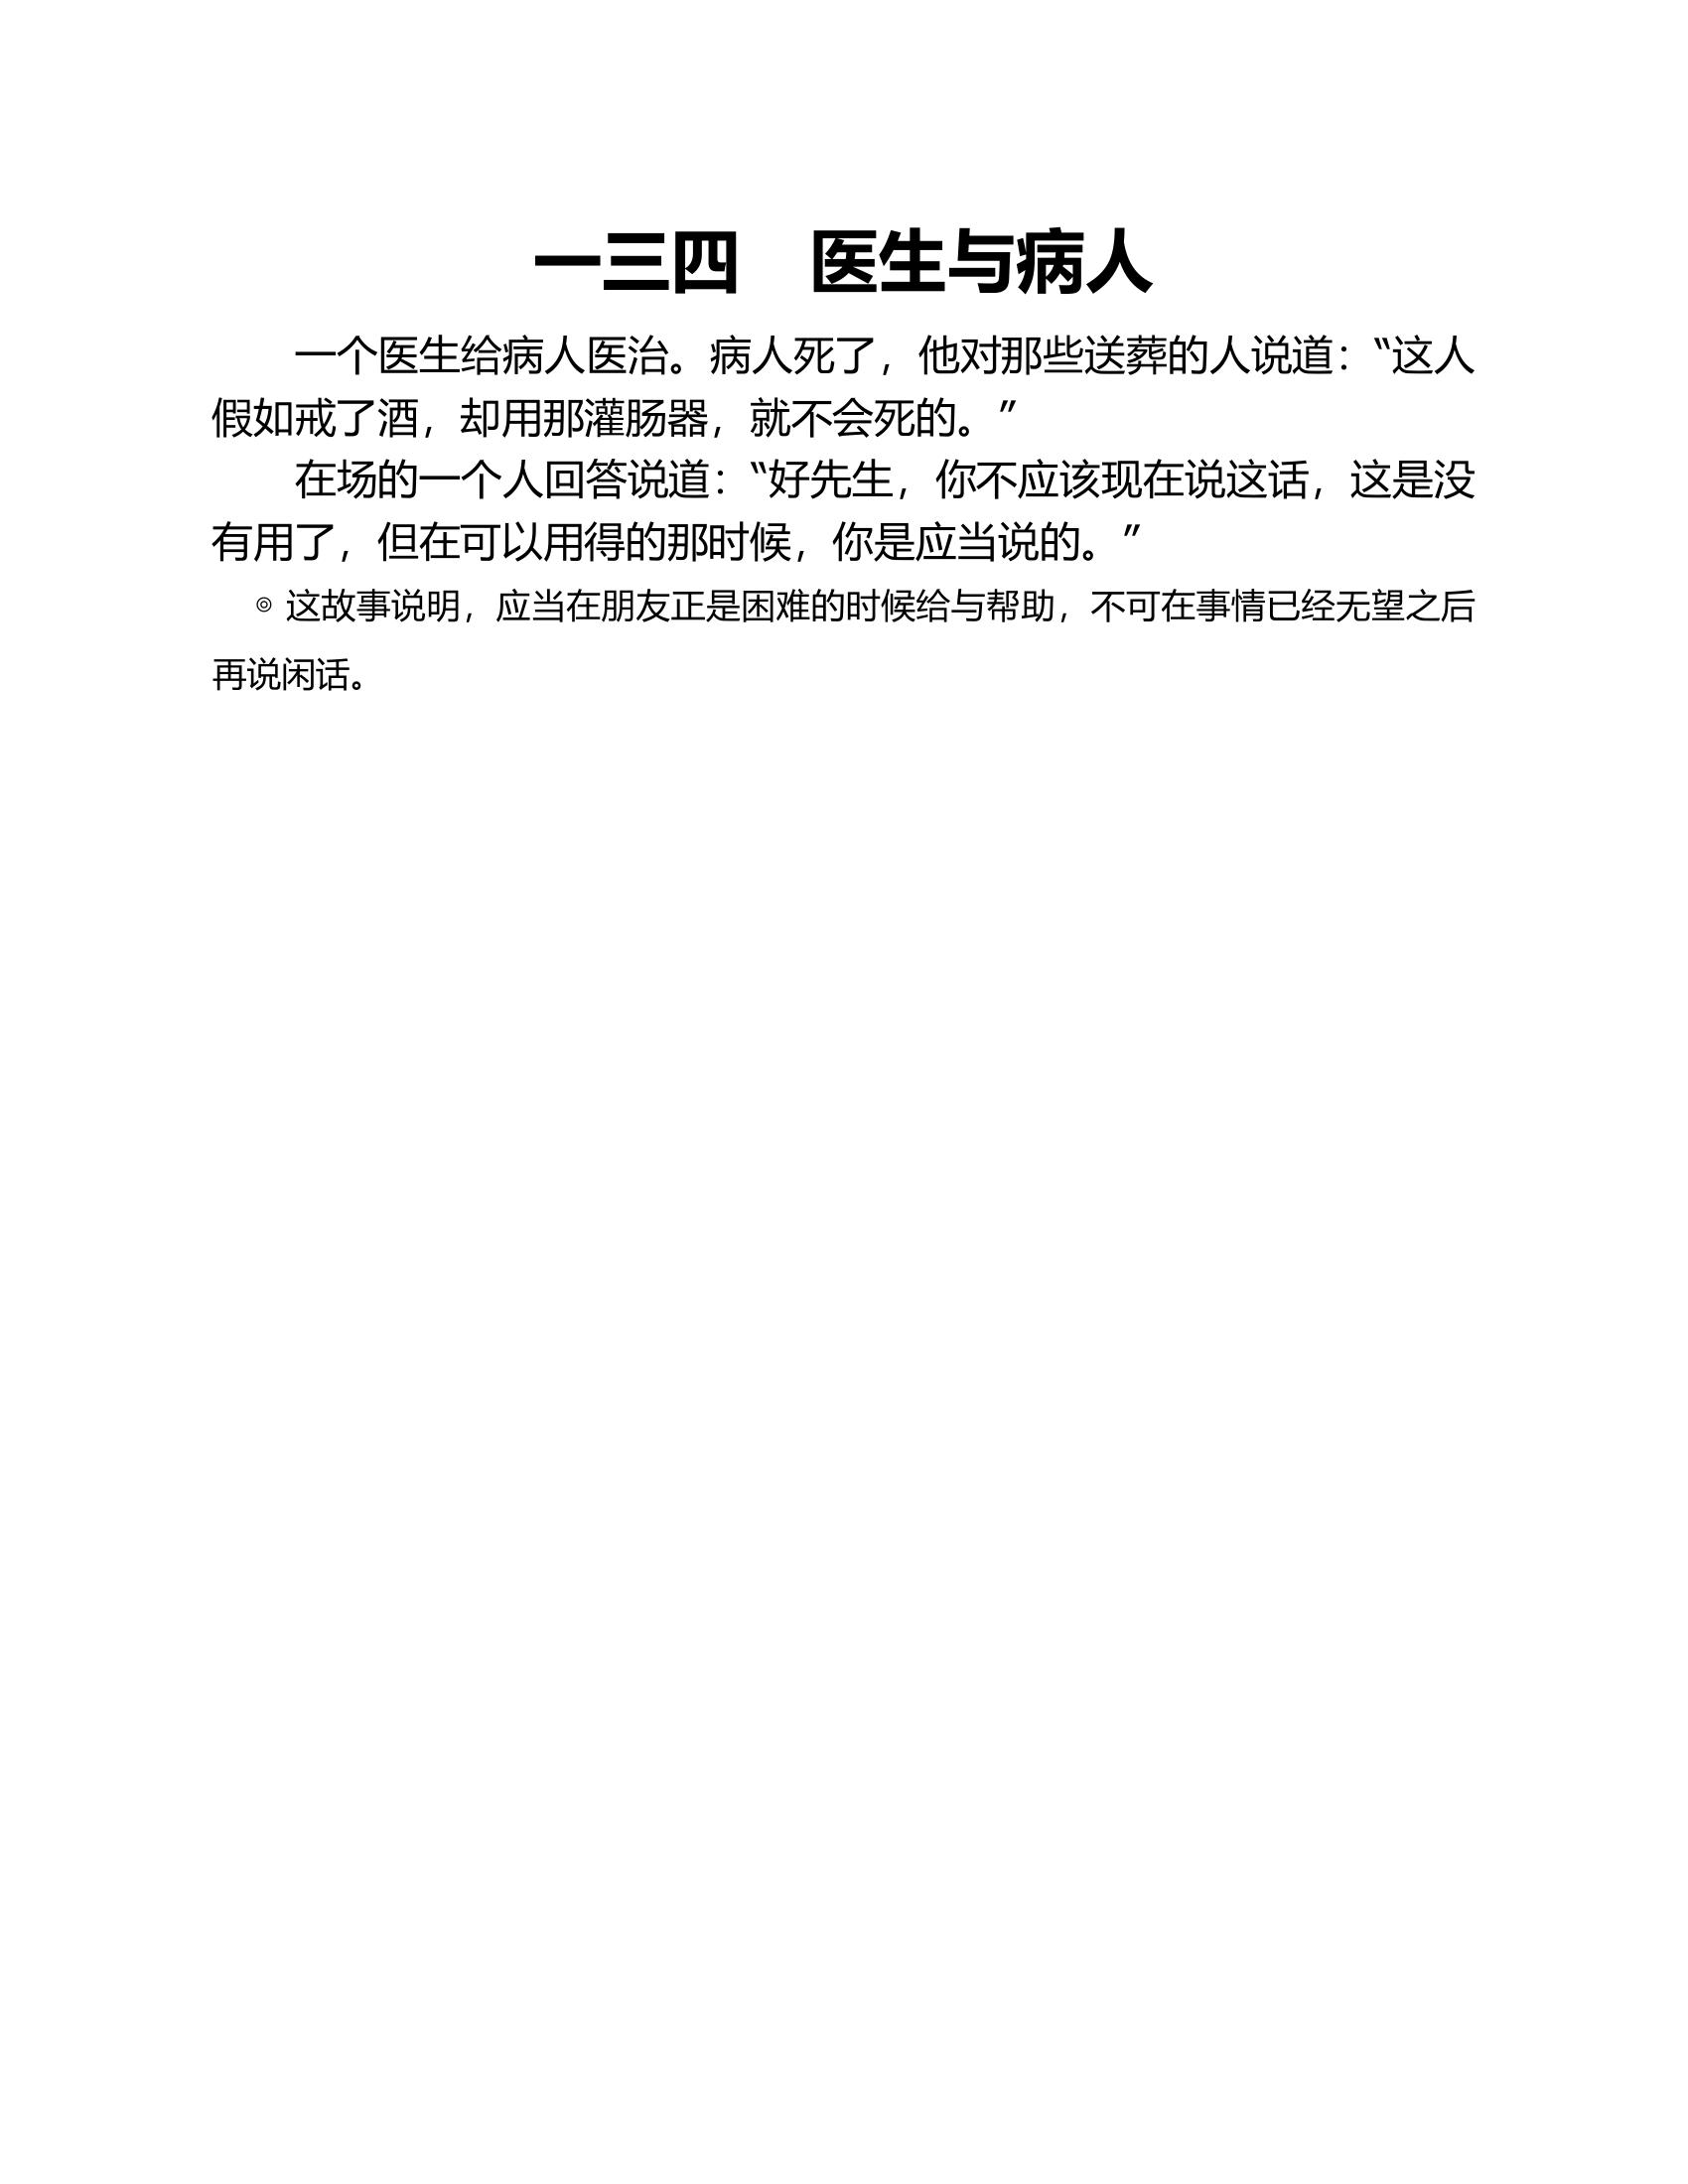 一三四　医生与病人
一个医生给病人医治。病人死了，他对那些送葬的人说道：“这人
假如戒了酒，却用那灌肠器，就不会死的。”
在场的一个人回答说道：“好先生，你不应该现在说这话，这是没
有用了，但在可以用得的那时候，你是应当说的。”
◎ 这故事说明，应当在朋友正是困难的时候给与帮助，不可在事情已经无望之后
再说闲话。